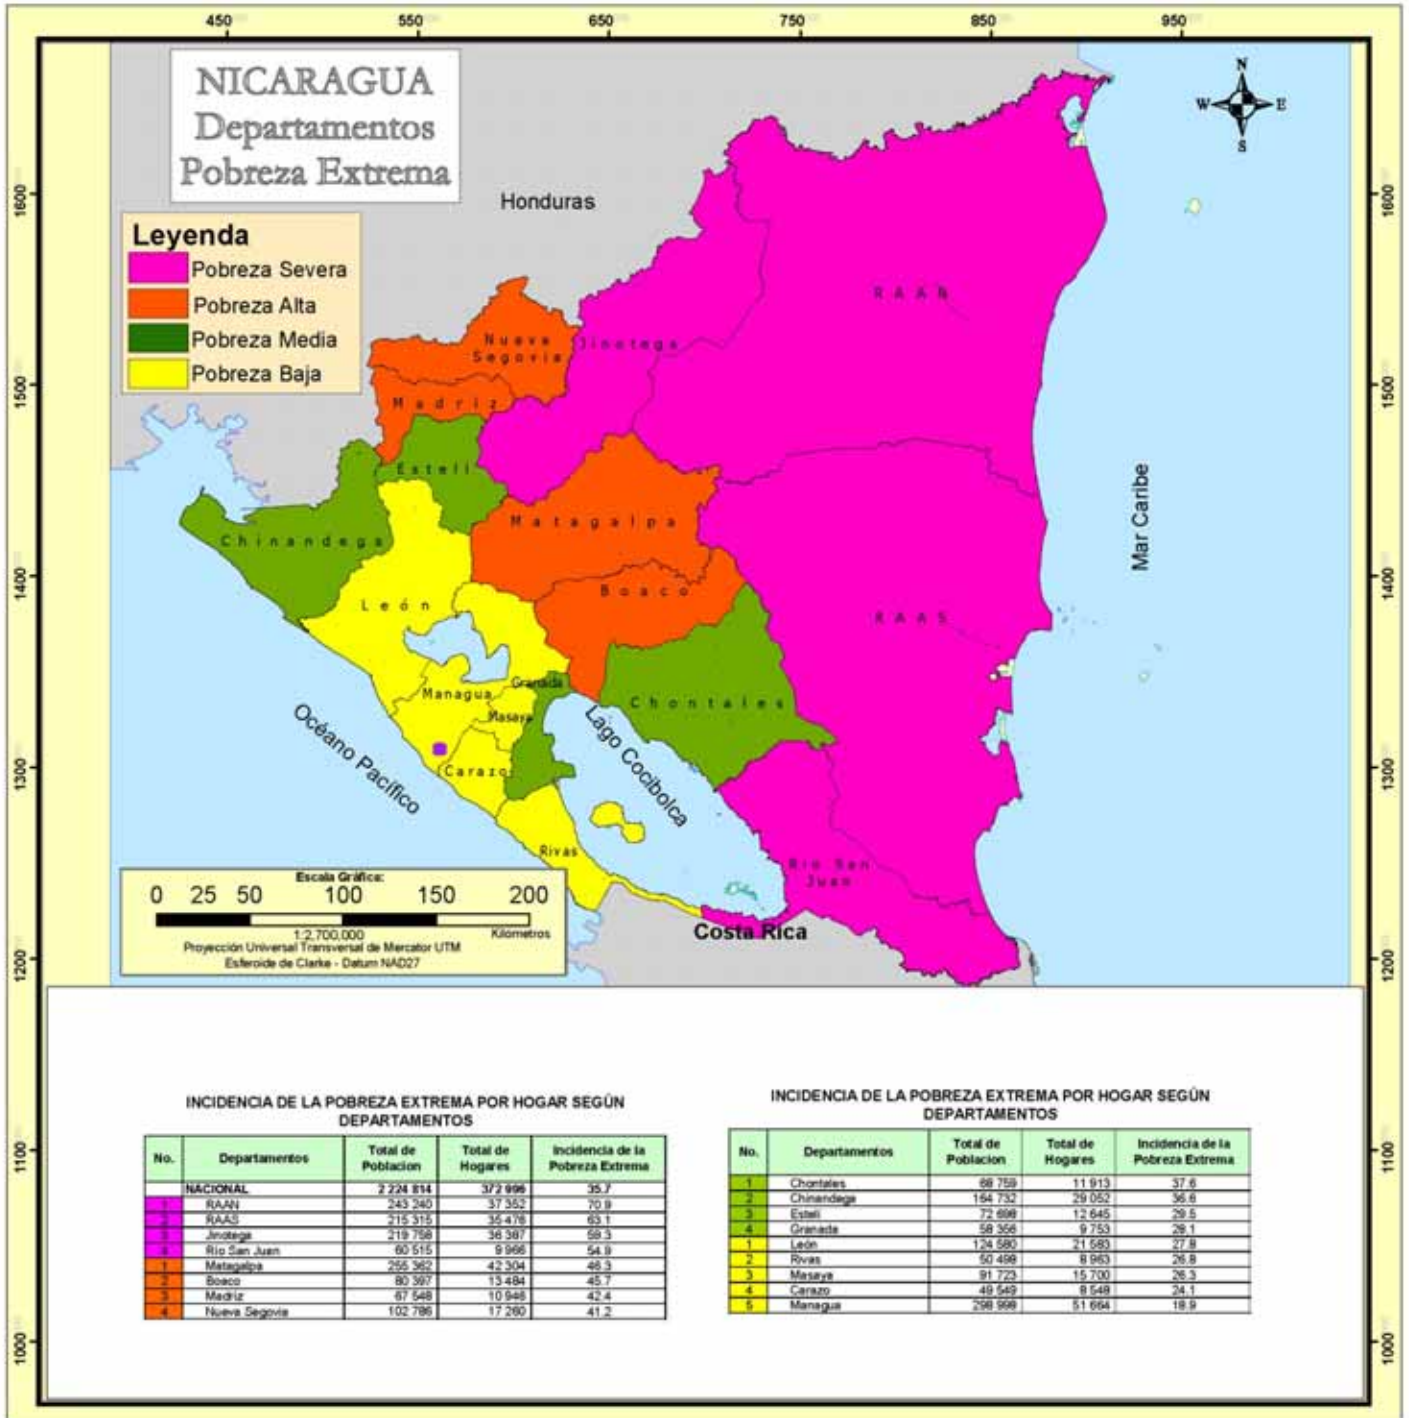 450 550 650 750 850 950
NICARAGUA
Departamentos
Pobreza Extrema
N
W E
S
1600 1600
Honduras
Leyenda
Pobreza Severa
Pobreza Alta
Pobreza Media
Pobreza Baja
R A A N
Nueva
Segovia
Jinotega
1500 1500
Madriz
Estelí
Mar Caribe
Matagalpa
Chinandega
1400 1400
Boaco
León
R A A S
Granada
Managua
Chontales
Masaya
Océano Pacífico
Lago Cocibolca
1300 1300
Carazo
Rivas
Rio San
Juan
Escala Gráfica:
0 25 50 100 150 200
1:2,700,000 Kilometros
Proyección Universal Transversal de Mercator UTM
Esferoide de Clarke - Datum NAD27
Costa Rica
1200 1200
INCIDENCIA DE LA POBREZA EXTREMA POR HOGAR SEGÚN
DEPARTAMENTOS
No. Departamentos Total de Poblacion Total de Hogares Incidencia de la Pobreza Extrema
NACIONAL 2 224 814 372 996 35.7
1 RAAN 243 240 37 352 70.9
2 RAAS 215 315 35 476 63.1
3 Jinotega 219 758 36 387 59.3
4 Rio San Juan 60 515 9 966 54.9
1 Matagalpa 255 362 42 304 46.3
2 Boaco 80 397 13 484 45.7
3 Madriz 67 548 10 946 42.4
4 Nueva Segovia 102 786 17 260 41.2
INCIDENCIA DE LA POBREZA EXTREMA POR HOGAR SEGÚN
DEPARTAMENTOS
No. Departamentos Total de Poblacion Total de Hogares Incidencia de la Pobreza Extrema
1 Chontales 68 759 11 913 37.6
2 Chinandega 164 732 29 052 36.6
3 Estelí 72 698 12 645 29.5
4 Granada 58 356 9 753 28.1
1 León 124 580 21 583 27.8
2 Rivas 50 498 8 963 26.8
3 Masaya 91 723 15 700 26.3
4 Carazo 49 549 8 548 24.1
5 Managua 298 998 51 664 18.9
1100 1100
1000 1000